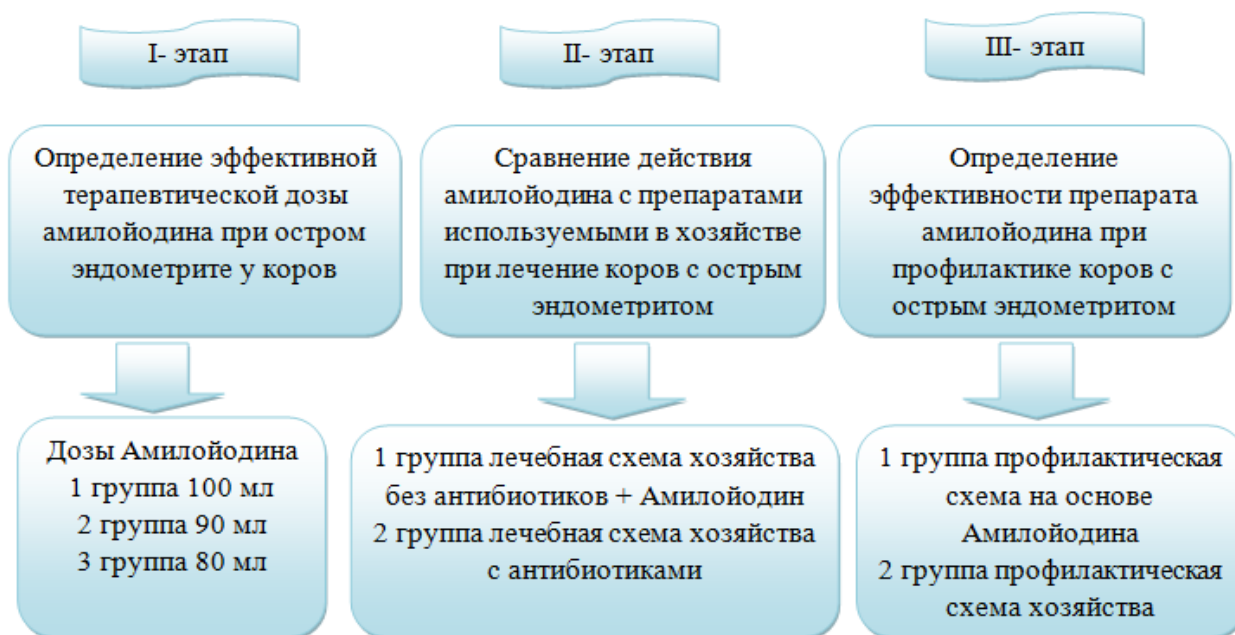 I- этап
II- этап
III- этап
Определение эффективной
терапевтической дозы
амилойодина при остром
эндометрите у коров
Сравнение действия
амилойодина с препаратами
используемыми в хозяйстве
при лечение коров с острым
эндометритом
Определение
эффективности препарата
амилойодина при
профилактике коров с
острым эндометритом
Дозы Амилойодина
1 группа 100 мл
2 группа 90 мл
3 группа 80 мл
1 группа лечебная схема хозяйства
без антибиотиков + Амилойодин
2 группа лечебная схема хозяйства
с антибиотиками
1 группа профилактическая
схема на основе
Амилойодина
2 группа профилактическая
схема хозяйства